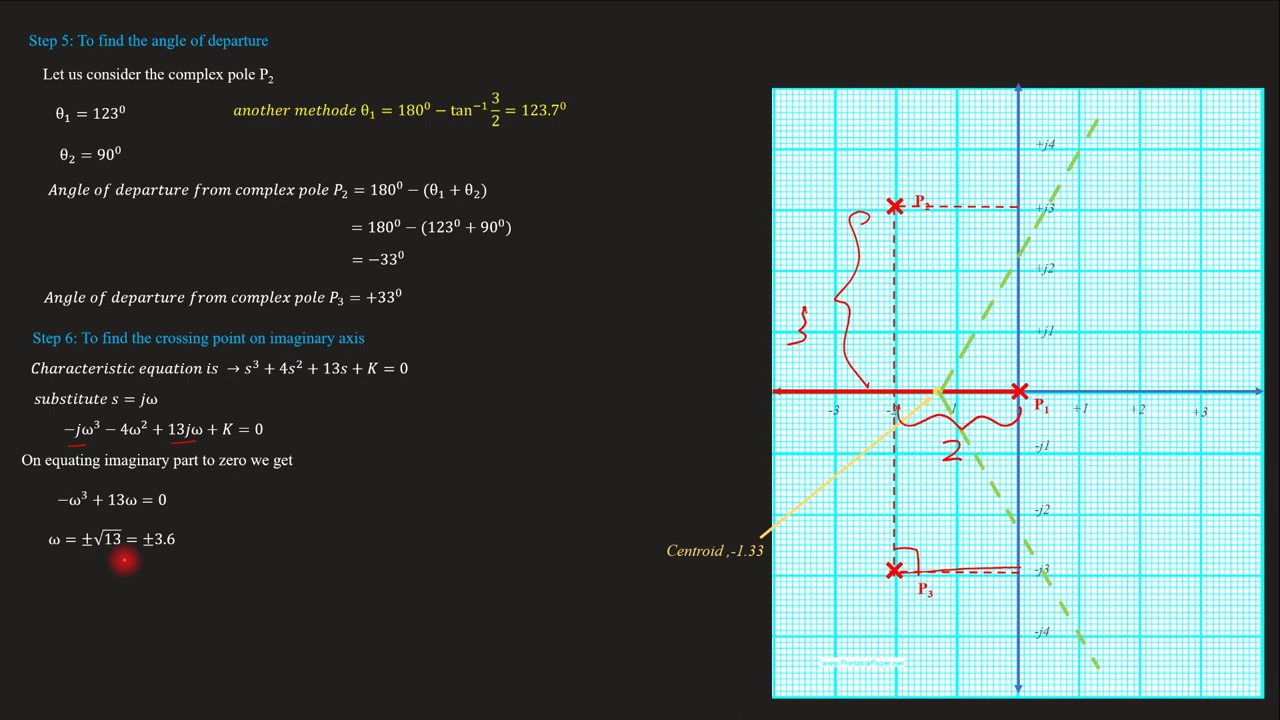 Step 5: To find the angle of departure
Let us consider the complex pole P₂
θ₁ = 123⁰
another methode θ₁ = 180⁰ − tan⁻¹ 3/2 = 123.7⁰
θ₂ = 90⁰
Angle of departure from complex pole P₂ = 180⁰ − (θ₁ + θ₂)
= 180⁰ − (123⁰ + 90⁰)
= −33⁰
Angle of departure from complex pole P₃ = +33⁰
Step 6: To find the crossing point on imaginary axis
Characteristic equation is → s³ + 4s² + 13s + K = 0
substitute s = jω
−jω³ − 4ω² + 13jω + K = 0
On equating imaginary part to zero we get
−ω³ + 13ω = 0
ω = ±√13 = ±3.6
+j4
P₂
+j3
+j2
3
+j1
P₁
-3
+1
+2
+3
2
-j1
-j2
Centroid ,-1.33
-j3
P₃
-j4
www.PrintablePaper.net